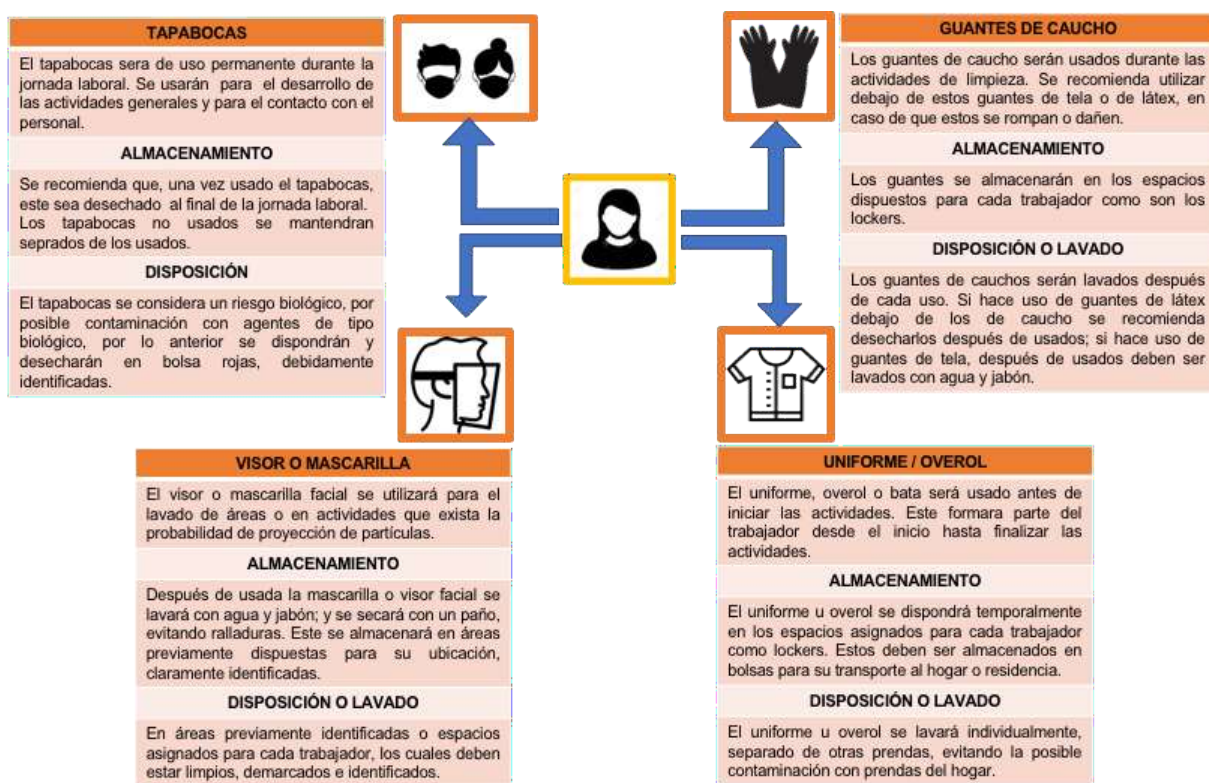 TAPABOCAS
El tapabocas sera de uso permanente durante la
jornada laboral. Se usarán para el desarrollo de
las actividades generales y para el contacto con el
personal.
ALMACENAMIENTO
Se recomienda que, una vez usado el tapabocas,
este sea desechado al final de la jornada laboral.
Los tapabocas no usados se mantendran
seprados de los usados.
DISPOSICIÓN
El tapabocas se considera un riesgo biológico, por
posible contaminación con agentes de tipo
biológico, por lo anterior se dispondrán y
desecharán en bolsa rojas, debidamente
identificadas.
GUANTES DE CAUCHO
Los guantes de caucho serán usados durante las
actividades de limpieza. Se recomienda utilizar
debajo de estos guantes de tela o de látex, en
caso de que estos se rompan o dañen.
ALMACENAMIENTO
Los guantes se almacenarán en los espacios
dispuestos para cada trabajador como son los
lockers.
DISPOSICIÓN O LAVADO
Los guantes de cauchos serán lavados después
de cada uso. Si hace uso de guantes de látex
debajo de los de caucho se recomienda
desecharlos después de usados; si hace uso de
guantes de tela, después de usados deben ser
lavados con agua y jabón.
VISOR O MASCARILLA
El visor o mascarilla facial se utilizará para el
lavado de áreas o en actividades que exista la
probabilidad de proyección de partículas.
ALMACENAMIENTO
Después de usada la mascarilla o visor facial se
lavará con agua y jabón; y se secará con un paño,
evitando ralladuras. Este se almacenará en áreas
previamente dispuestas para su ubicación,
claramente identificadas.
DISPOSICIÓN O LAVADO
En áreas previamente identificadas o espacios
asignados para cada trabajador, los cuales deben
estar limpios, demarcados e identificados.
UNIFORME / OVEROL
El uniforme, overol o bata será usado antes de
iniciar las actividades. Este formara parte del
trabajador desde el inicio hasta finalizar las
actividades.
ALMACENAMIENTO
El uniforme u overol se dispondrá temporalmente
en los espacios asignados para cada trabajador
como lockers. Estos deben ser almacenados en
bolsas para su transporte al hogar o residencia.
DISPOSICIÓN O LAVADO
El uniforme u overol se lavará individualmente,
separado de otras prendas, evitando la posible
contaminación con prendas del hogar.